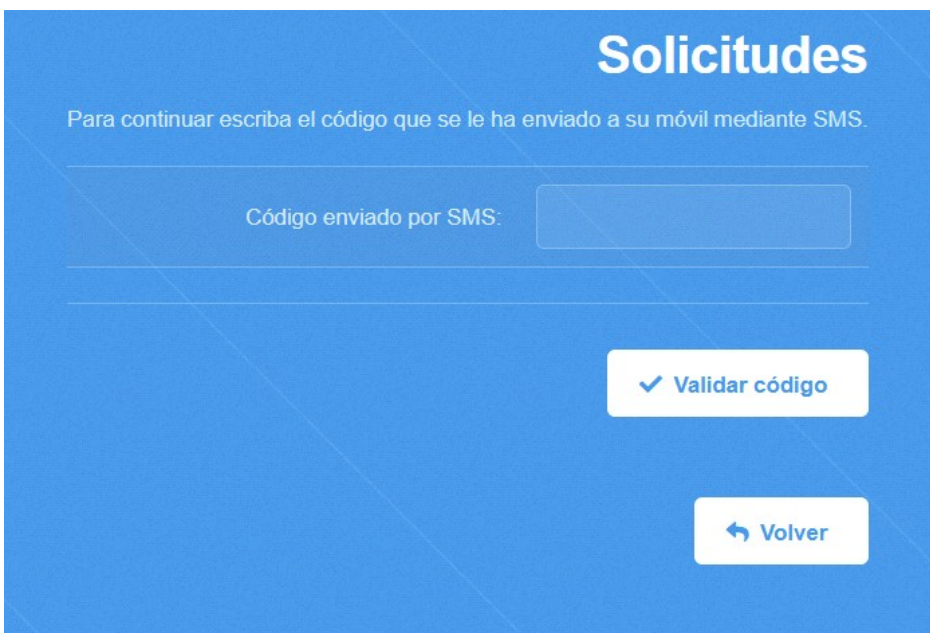 Solicitudes
Para continuar escriba el código que se le ha enviado a su móvil mediante SMS.
Código enviado por SMS:
Validar código
Volver